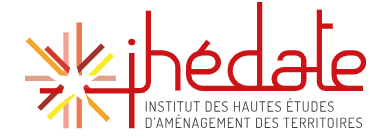 ihédate
INSTITUT DES HAUTES ÉTUDES
D'AMÉNAGEMENT DES TERRITOIRES